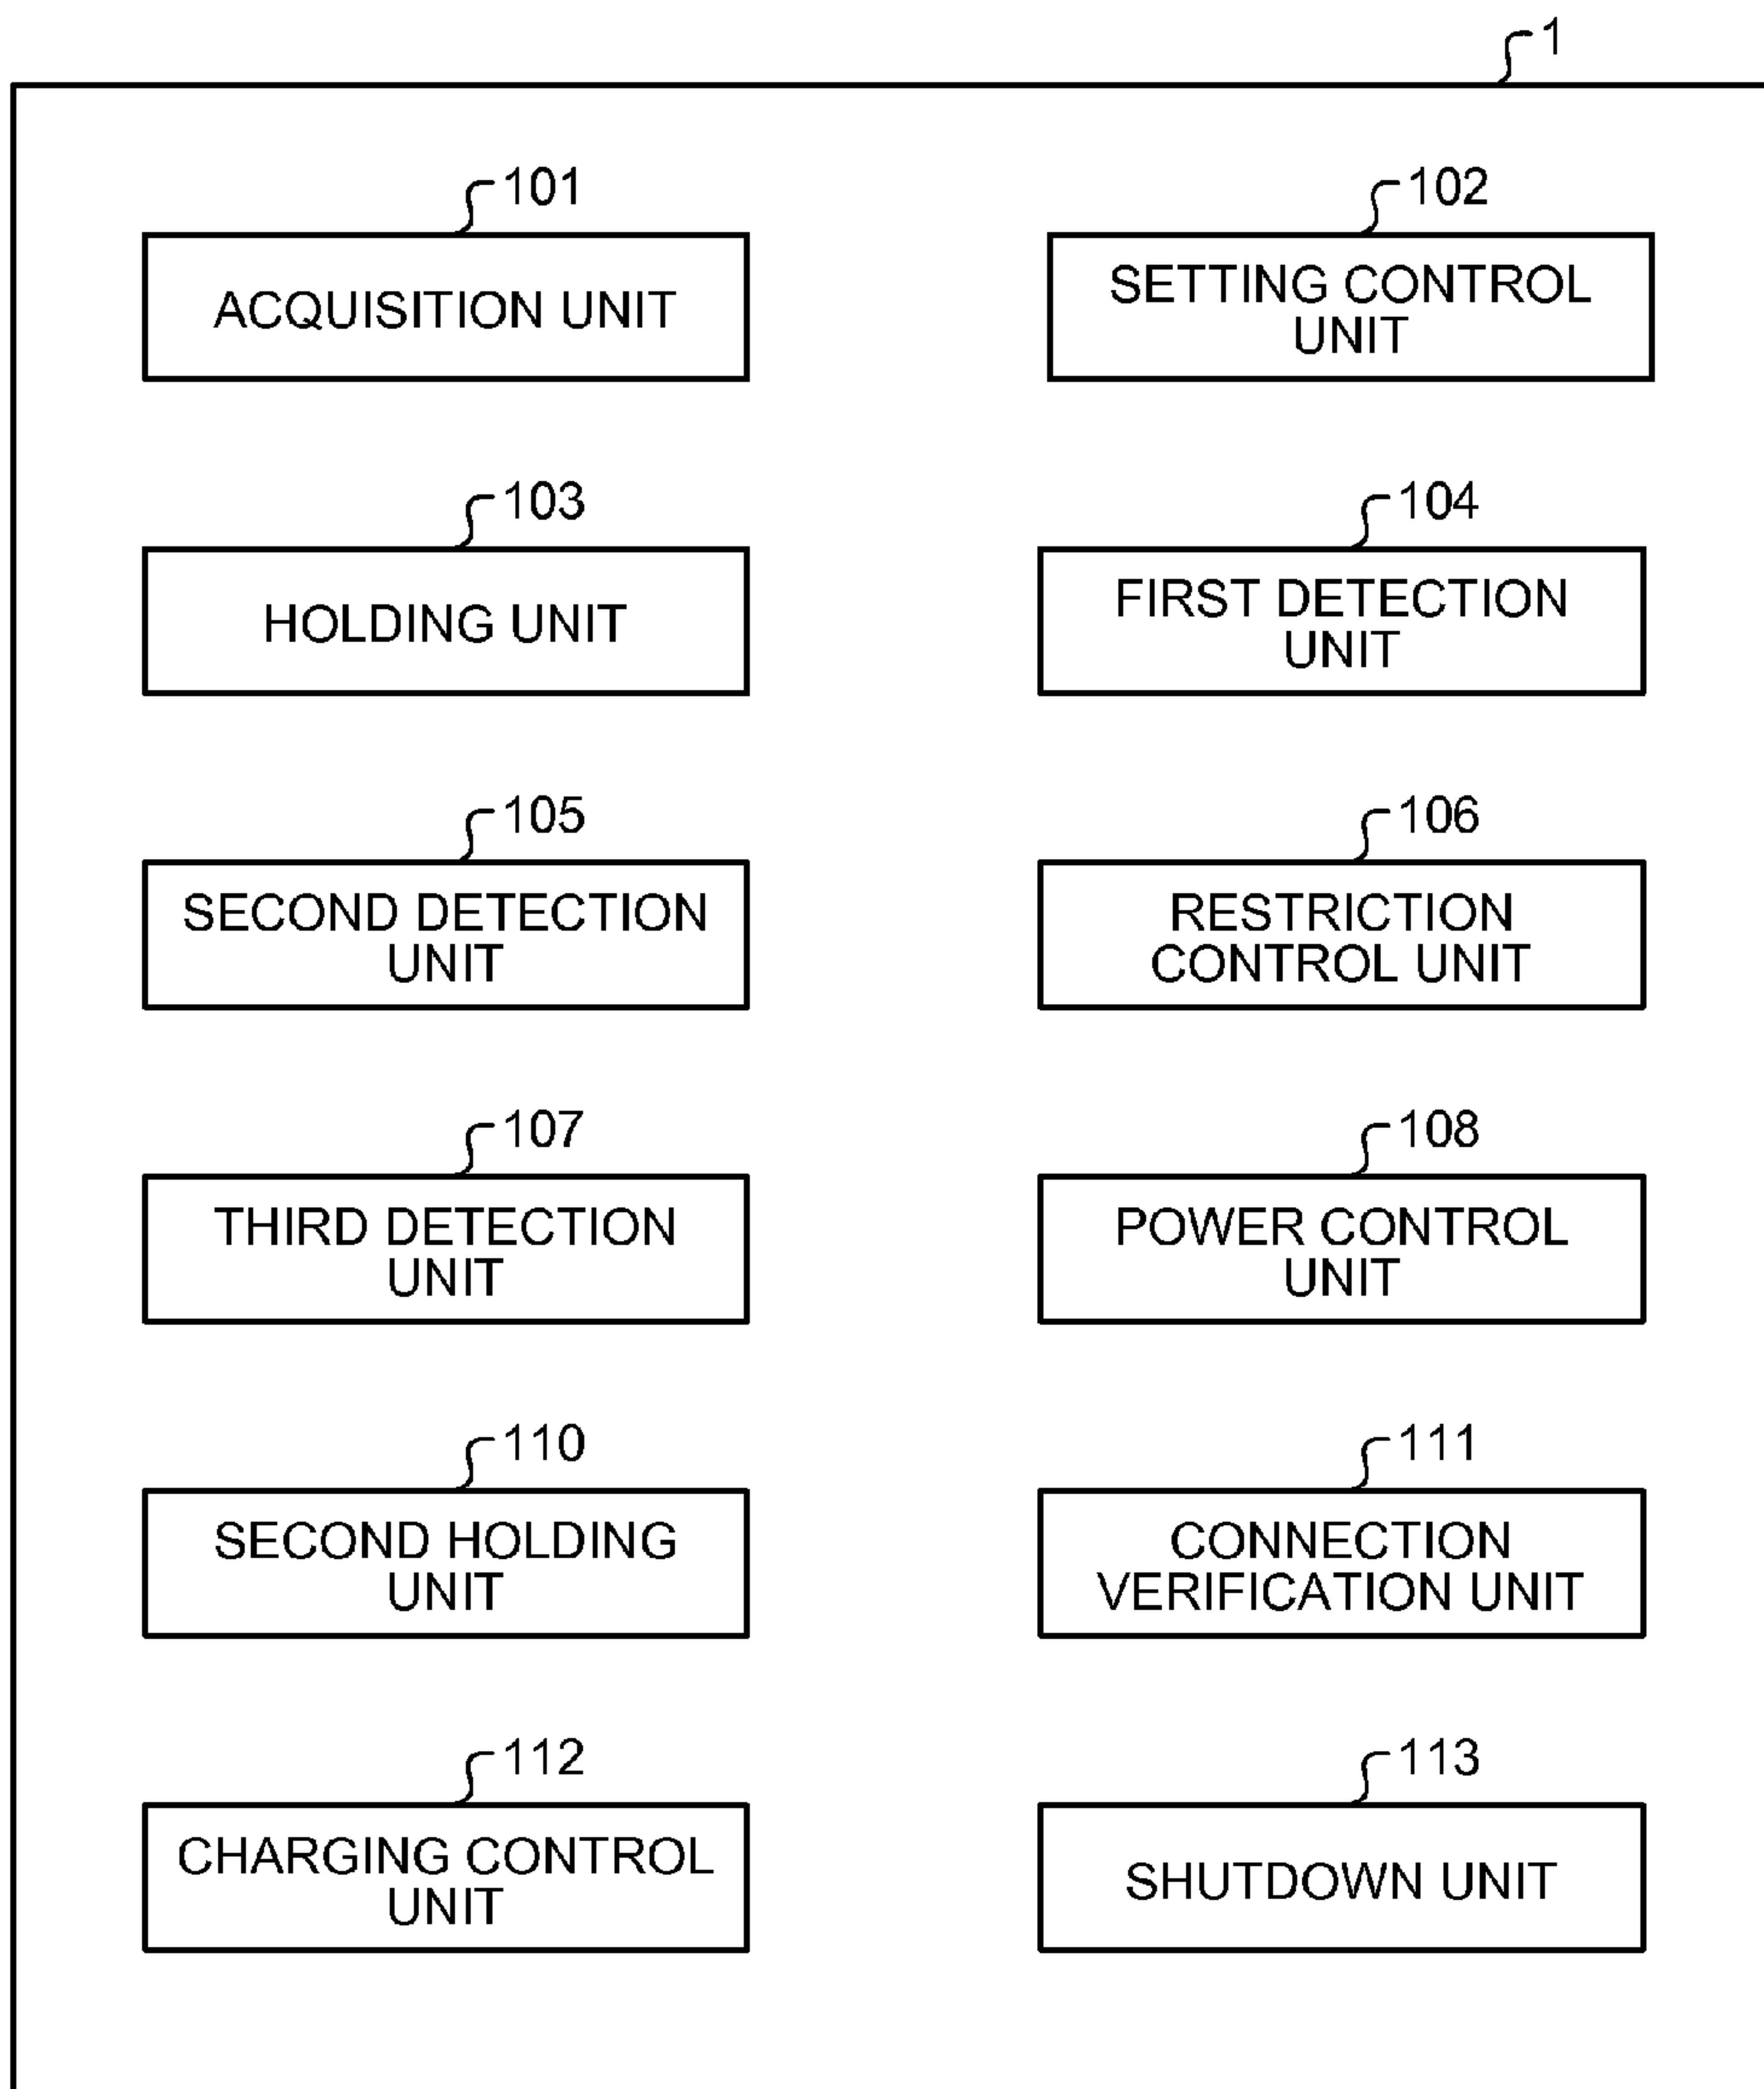 1
101
ACQUISITION UNIT
102
SETTING CONTROL
UNIT
103
HOLDING UNIT
104
FIRST DETECTION
UNIT
105
SECOND DETECTION
UNIT
106
RESTRICTION
CONTROL UNIT
107
THIRD DETECTION
UNIT
108
POWER CONTROL
UNIT
110
SECOND HOLDING
UNIT
111
CONNECTION
VERIFICATION UNIT
112
CHARGING CONTROL
UNIT
113
SHUTDOWN UNIT